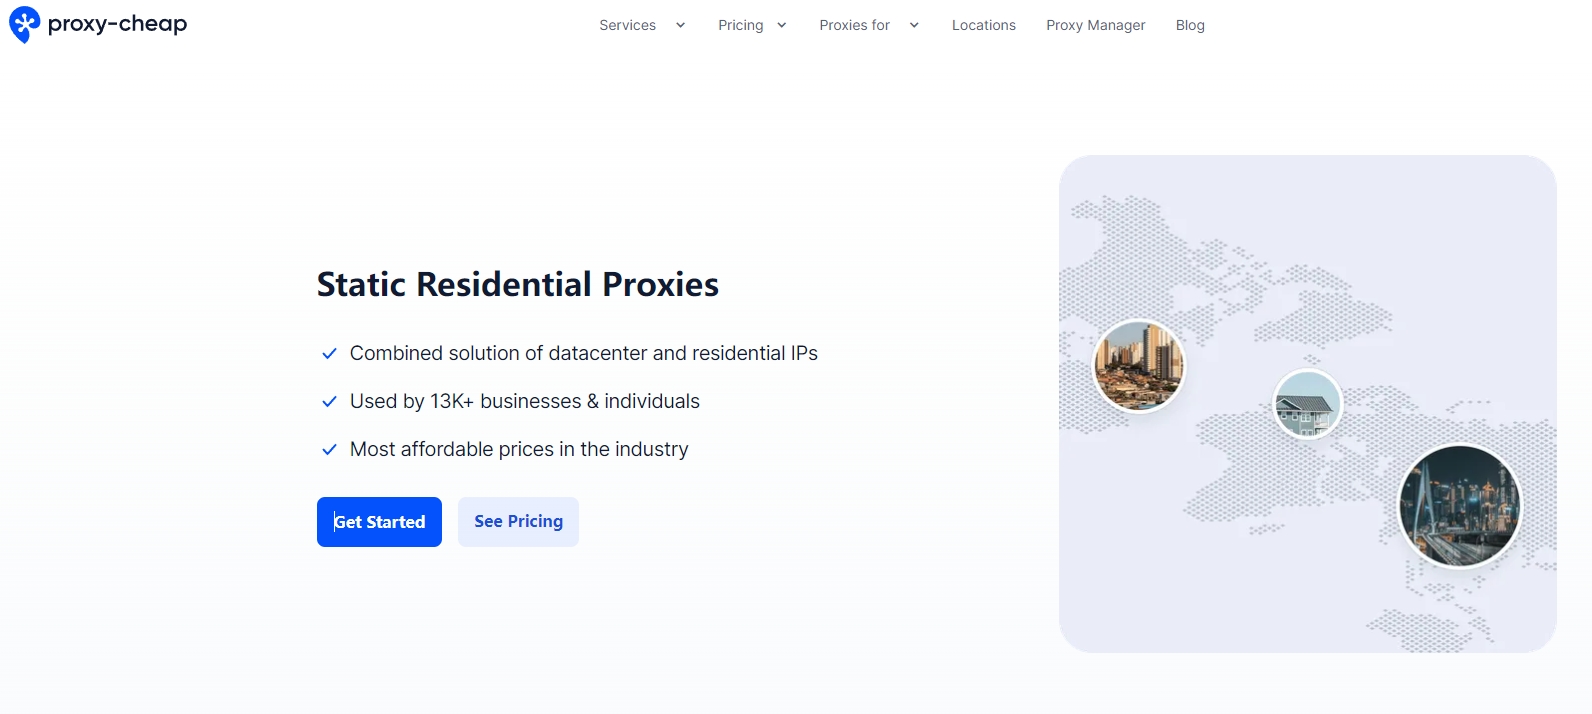 proxy-cheap
Services
Pricing
Proxies for
Locations
Proxy Manager
Blog
Static Residential Proxies
Combined solution of datacenter and residential IPs
Used by 13K+ businesses & individuals
Most affordable prices in the industry
Get Started
See Pricing